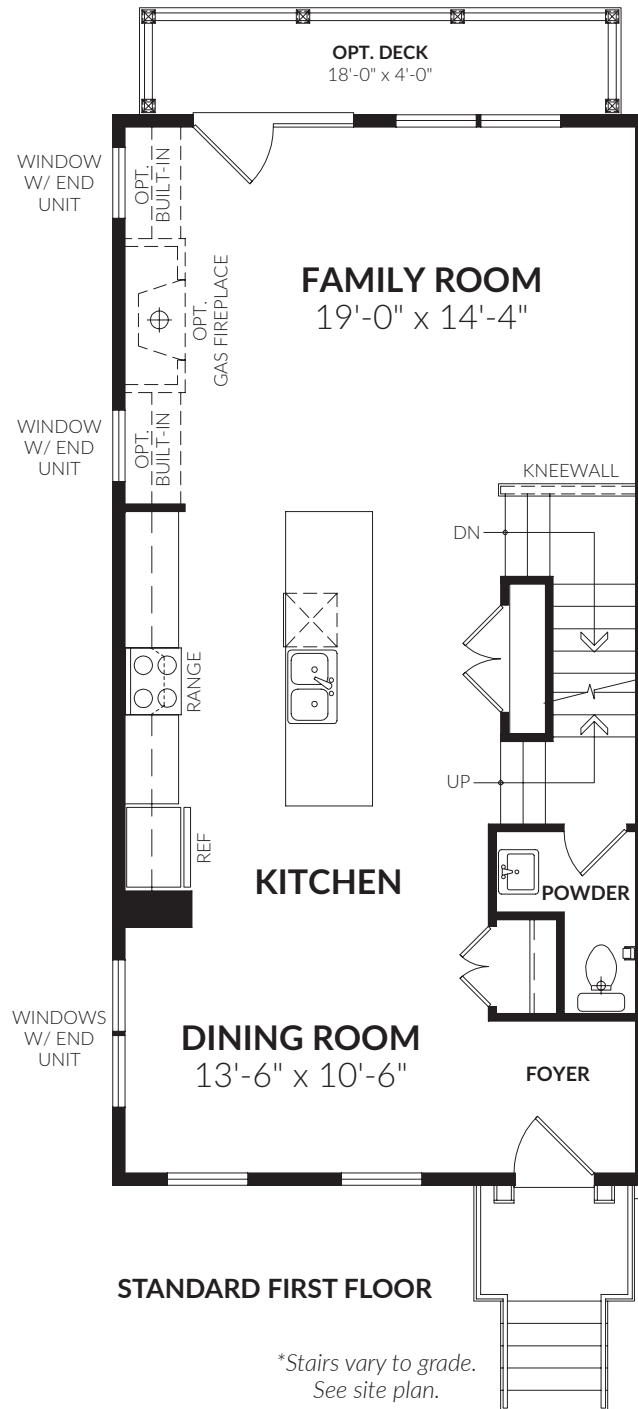 OPT. DECK
18'-0" x 4'-0"
WINDOW
W/ END
UNIT
OPT.
BUILT-IN
FAMILY ROOM
19'-0" x 14'-4"
OPT.
GAS FIREPLACE
WINDOW
W/ END
UNIT
OPT.
BUILT-IN
KNEEWALL
DN
RANGE
UP
REF
KITCHEN
POWDER
WINDOWS
W/ END
UNIT
DINING ROOM
13'-6" x 10'-6"
FOYER
STANDARD FIRST FLOOR
*Stairs vary to grade.
See site plan.